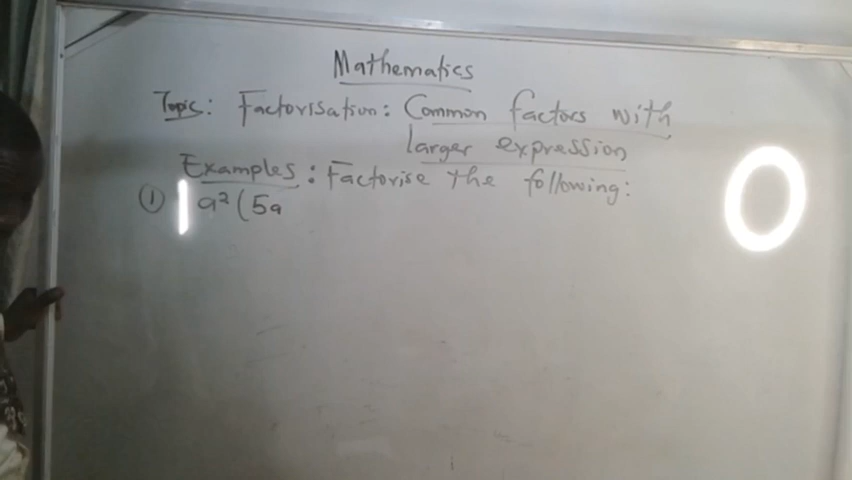 Mathematics
Topic: Factorisation: Common factors with
larger expression
Examples: Factorise the following:
① a² (5a